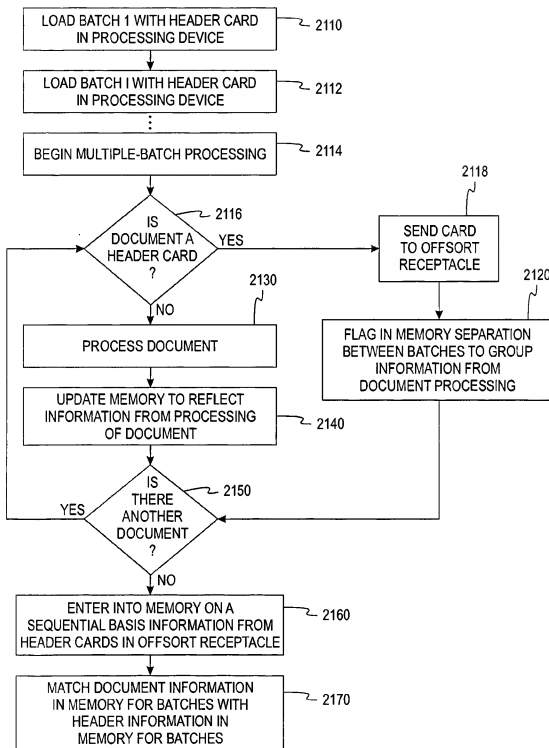 LOAD BATCH 1 WITH HEADER CARD
IN PROCESSING DEVICE
2110
LOAD BATCH I WITH HEADER CARD
IN PROCESSING DEVICE
2112
BEGIN MULTIPLE-BATCH PROCESSING
2114
IS
DOCUMENT A
HEADER CARD
?
2116
YES
NO
SEND CARD
TO OFFSORT
RECEPTACLE
2118
FLAG IN MEMORY SEPARATION
BETWEEN BATCHES TO GROUP
INFORMATION FROM
DOCUMENT PROCESSING
2120
PROCESS DOCUMENT
2130
UPDATE MEMORY TO REFLECT
INFORMATION FROM PROCESSING
OF DOCUMENT
2140
IS
THERE
ANOTHER
DOCUMENT
?
2150
YES
NO
ENTER INTO MEMORY ON A
SEQUENTIAL BASIS INFORMATION FROM
HEADER CARDS IN OFFSORT RECEPTACLE
2160
MATCH DOCUMENT INFORMATION
IN MEMORY FOR BATCHES WITH
HEADER INFORMATION IN
MEMORY FOR BATCHES
2170